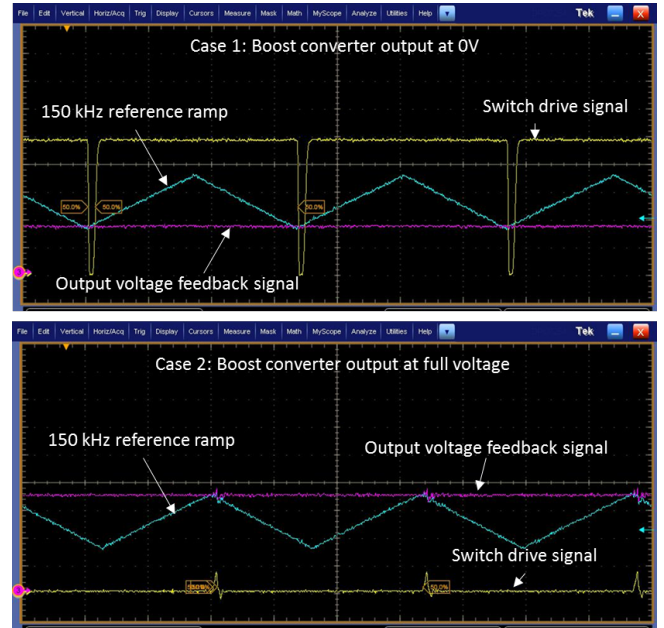 File Edit Vertical Horiz/Acq Trig Display Cursors Measure Mask Math MyScope Analyze Utilities Help Tek
Case 1: Boost converter output at 0V
150 kHz reference ramp
Switch drive signal
50.0% 50.0% 50.0%
Output voltage feedback signal
File Edit Vertical Horiz/Acq Trig Display Cursors Measure Mask Math MyScope Analyze Utilities Help Tek
Case 2: Boost converter output at full voltage
150 kHz reference ramp
Output voltage feedback signal
Switch drive signal
50.0%